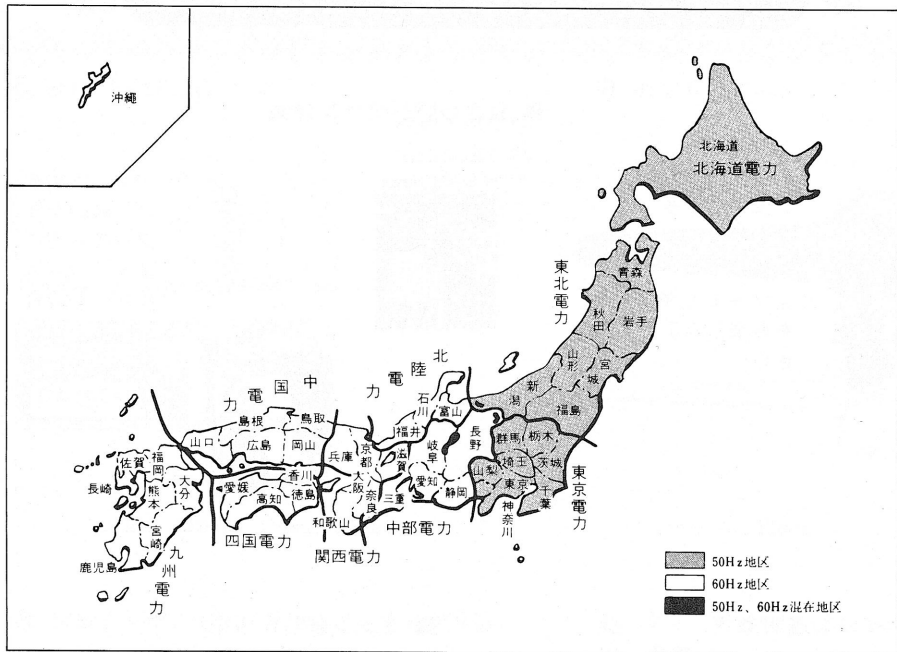 沖縄
北海道
北海道電力
青森
秋田
岩手
山形
宮城
福島
新潟
東北電力
群馬
栃木
埼玉
茨城
山梨
東京
千葉
神奈川
東京電力
北陸電力
石川
富山
福井
長野
岐阜
愛知
静岡
三重
中部電力
滋賀
京都
兵庫
大阪
奈良
和歌山
関西電力
中国電力
鳥取
島根
岡山
広島
山口
香川
愛媛
徳島
高知
四国電力
福岡
佐賀
長崎
大分
熊本
宮崎
鹿児島
九州電力
50Hz地区
60Hz地区
50Hz、60Hz混在地区